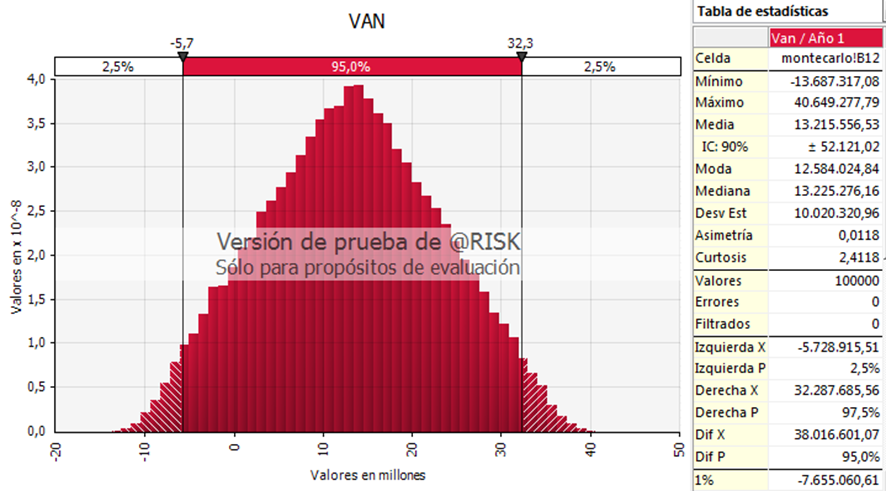 VAN
-5,7
32,3
2,5%
95,0%
2,5%
Valores en x 10^-8
4,0
3,5
3,0
2,5
2,0
1,5
1,0
0,5
0,0
Versión de prueba de @RISK
Sólo para propósitos de evaluación
-20
-10
0
10
20
30
40
50
Valores en millones
Tabla de estadísticas
Van / Año 1
Celda montecarlo!B12
Mínimo -13.687.317,08
Máximo 40.649.277,79
Media 13.215.556,53
IC: 90% ± 52.121,02
Moda 12.584.024,84
Mediana 13.225.276,16
Desv Est 10.020.320,96
Asimetría 0,0118
Curtosis 2,4118
Valores 100000
Errores 0
Filtrados 0
Izquierda X -5.728.915,51
Izquierda P 2,5%
Derecha X 32.287.685,56
Derecha P 97,5%
Dif X 38.016.601,07
Dif P 95,0%
1% -7.655.060,61